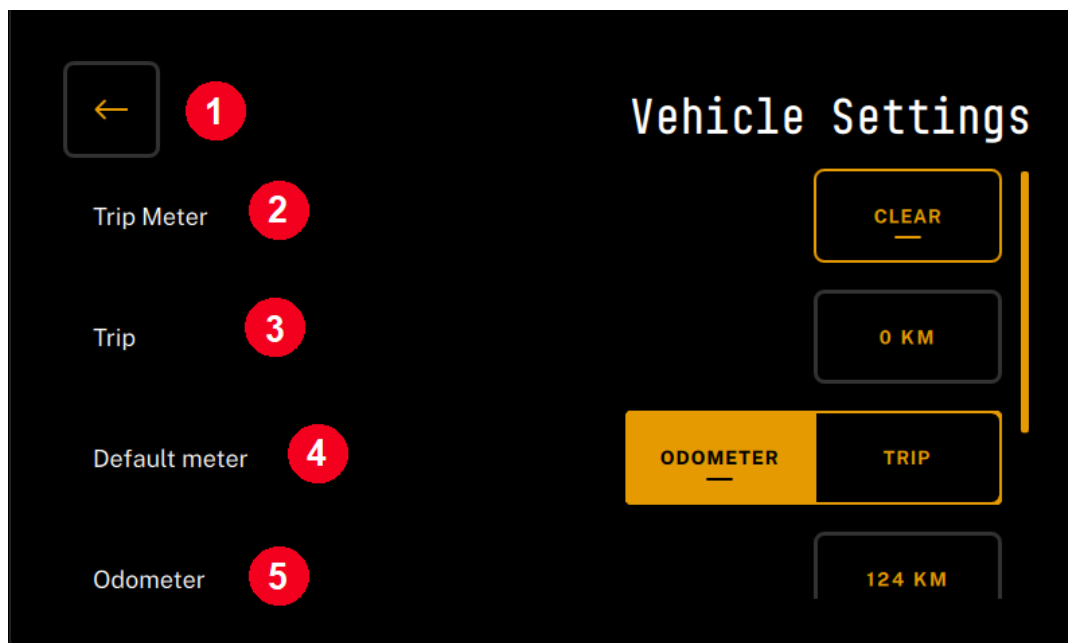 ← 1 Vehicle Settings
Trip Meter 2 CLEAR
Trip 3 0 KM
Default meter 4 ODOMETER TRIP
Odometer 5 124 KM